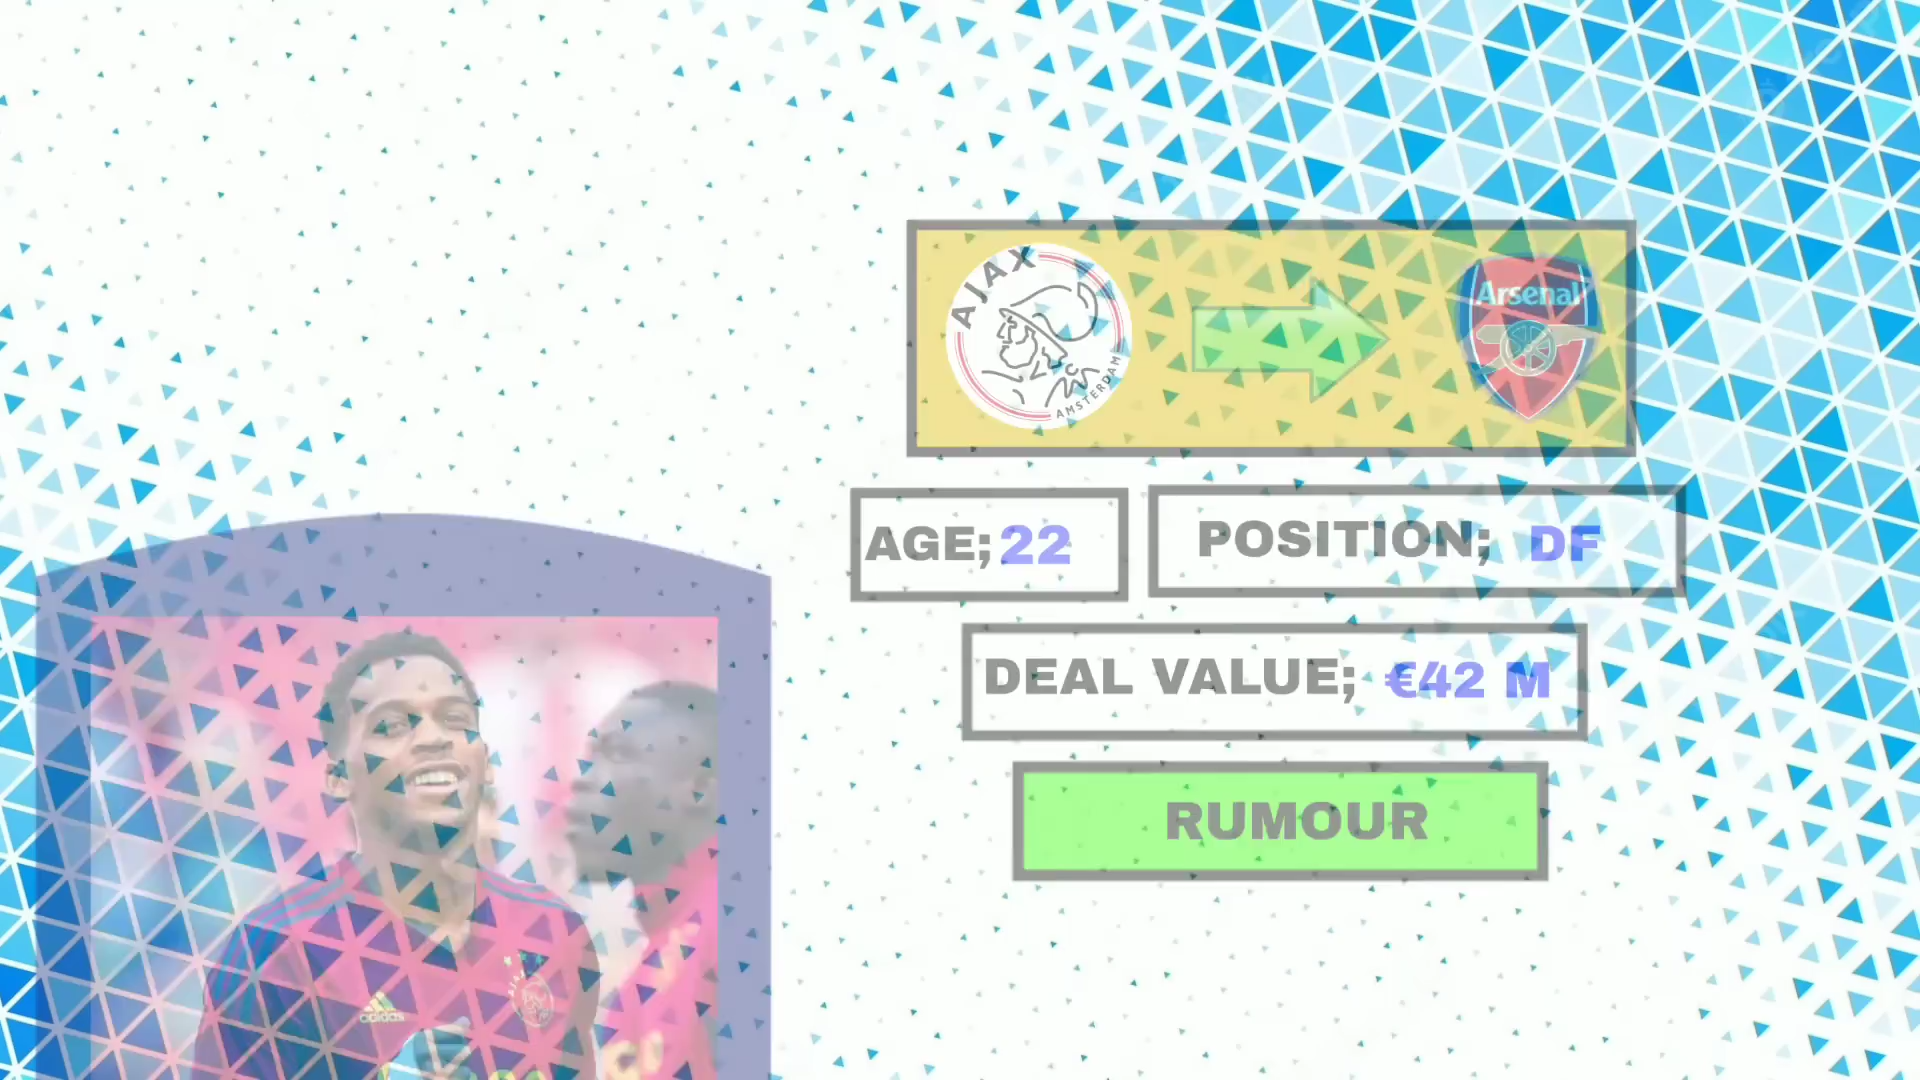 AJAX
AMSTERDAM
Arsenal
AGE; 22
POSITION; DF
DEAL VALUE; €42 M
RUMOUR
adidas